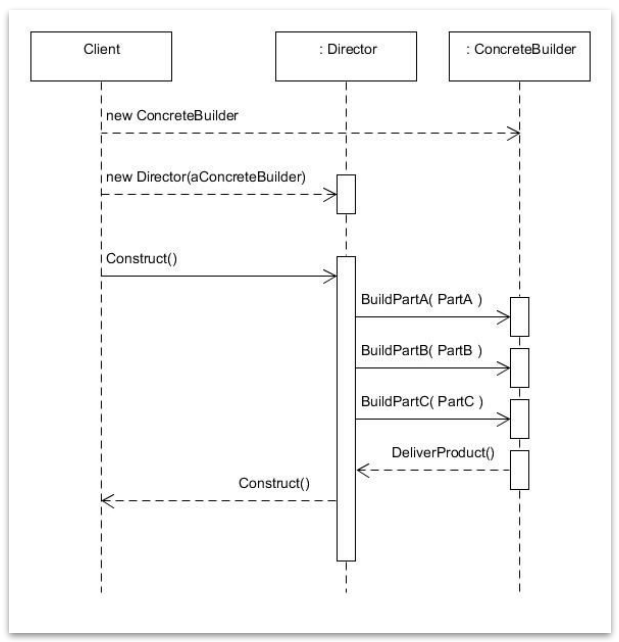 Client
: Director
: ConcreteBuilder
new ConcreteBuilder
new Director(aConcreteBuilder)
Construct()
BuildPartA( PartA )
BuildPartB( PartB )
BuildPartC( PartC )
DeliverProduct()
Construct()